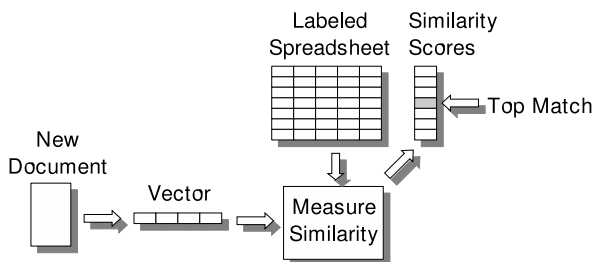 Labeled
Spreadsheet
Similarity
Scores
Top Match
New
Document
Vector
Measure
Similarity